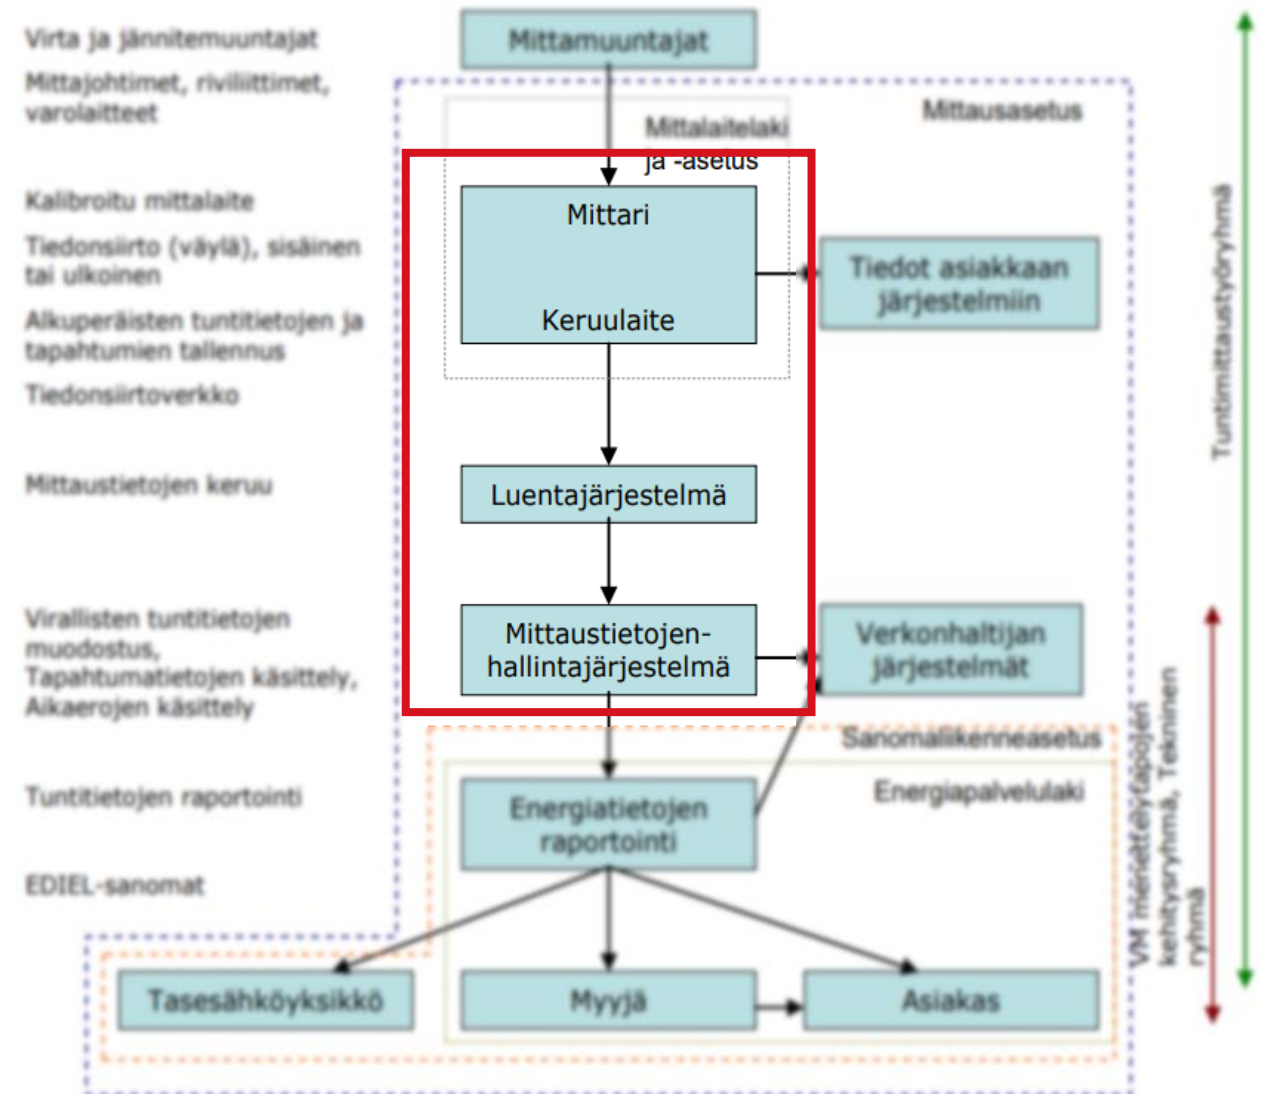 Virta ja jännitemuuntajat
Mittamuuntajat
Mittajohtimet, riviliittimet,
varolaitteet
Mittausasetus
Mittalaitelaki
ja -asetus
Kalibroitu mittalaite
Mittari
Tiedonsiirto (väylä), sisäinen
tai ulkoinen
Tiedot asiakkaan
järjestelmiin
Alkuperäisten tuntitietojen ja
tapahtumien tallennus
Keruulaite
Tiedonsiirtoverkko
Tuntimittaustyöryhmä
Mittaustietojen keruu
Luentajärjestelmä
Virallisten tuntitietojen
muodostus,
Tapahtumatietojen käsittely,
Aikaerojen käsittely
Mittaustietojen-
hallintajärjestelmä
Verkonhaltijan
järjestelmät
Sanomaliikenneasetus
Energiapalvelulaki
VM menettelytapojen
kehitysryhmä, Tekninen
ryhmä
Tuntitietojen raportointi
Energiatietojen
raportointi
EDIEL-sanomat
Tasesähköyksikkö
Myyjä
Asiakas